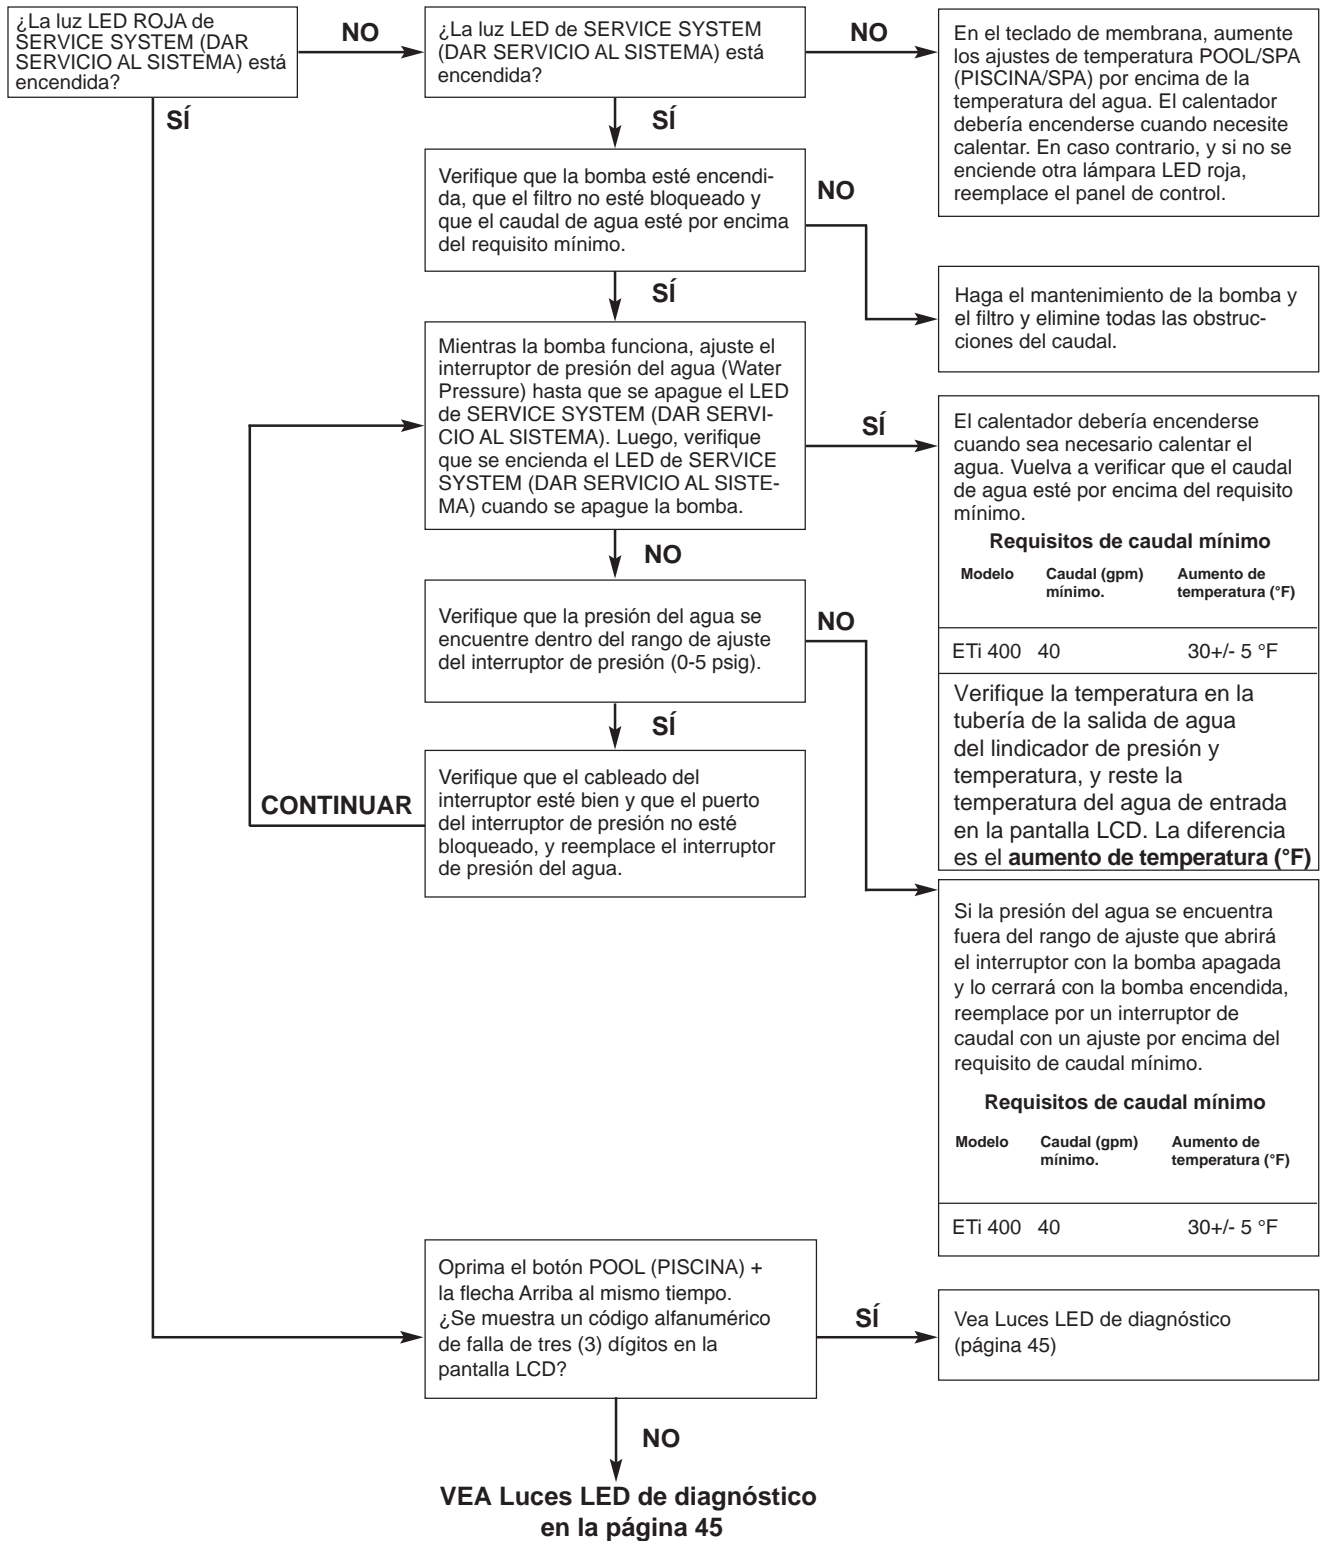 ¿La luz LED ROJA de
SERVICE SYSTEM (DAR
SERVICIO AL SISTEMA) está
encendida?
NO
¿La luz LED de SERVICE SYSTEM
(DAR SERVICIO AL SISTEMA) está
encendida?
NO
En el teclado de membrana, aumente
los ajustes de temperatura POOL/SPA
(PISCINA/SPA) por encima de la
temperatura del agua. El calentador
debería encenderse cuando necesite
calentar. En caso contrario, y si no se
enciende otra lámpara LED roja,
reemplace el panel de control.
SÍ
SÍ
Verifique que la bomba esté encendi-
da, que el filtro no esté bloqueado y
que el caudal de agua esté por encima
del requisito mínimo.
NO
Haga el mantenimiento de la bomba y
el filtro y elimine todas las obstruc-
ciones del caudal.
SÍ
Mientras la bomba funciona, ajuste el
interruptor de presión del agua (Water
Pressure) hasta que se apague el LED
de SERVICE SYSTEM (DAR SERVI-
CIO AL SISTEMA). Luego, verifique
que se encienda el LED de SERVICE
SYSTEM (DAR SERVICIO AL SISTE-
MA) cuando se apague la bomba.
SÍ
El calentador debería encenderse
cuando sea necesario calentar el
agua. Vuelva a verificar que el caudal
de agua esté por encima del requisito
mínimo.
Requisitos de caudal mínimo
Modelo Caudal (gpm) Aumento de
mínimo. temperatura (°F)
ETi 400 40 30+/- 5 °F
Verifique la temperatura en la
tubería de la salida de agua
del lindicador de presión y
temperatura, y reste la
temperatura del agua de entrada
en la pantalla LCD. La diferencia
es el aumento de temperatura (°F)
NO
Verifique que la presión del agua se
encuentre dentro del rango de ajuste
del interruptor de presión (0-5 psig).
NO
SÍ
Verifique que el cableado del
interruptor esté bien y que el puerto
del interruptor de presión no esté
bloqueado, y reemplace el interruptor
de presión del agua.
CONTINUAR
Si la presión del agua se encuentra
fuera del rango de ajuste que abrirá
el interruptor con la bomba apagada
y lo cerrará con la bomba encendida,
reemplace por un interruptor de
caudal con un ajuste por encima del
requisito de caudal mínimo.
Requisitos de caudal mínimo
Modelo Caudal (gpm) Aumento de
mínimo. temperatura (°F)
ETi 400 40 30+/- 5 °F
Oprima el botón POOL (PISCINA) +
la flecha Arriba al mismo tiempo.
¿Se muestra un código alfanumérico
de falla de tres (3) dígitos en la
pantalla LCD?
SÍ
Vea Luces LED de diagnóstico
(página 45)
NO
VEA Luces LED de diagnóstico
en la página 45